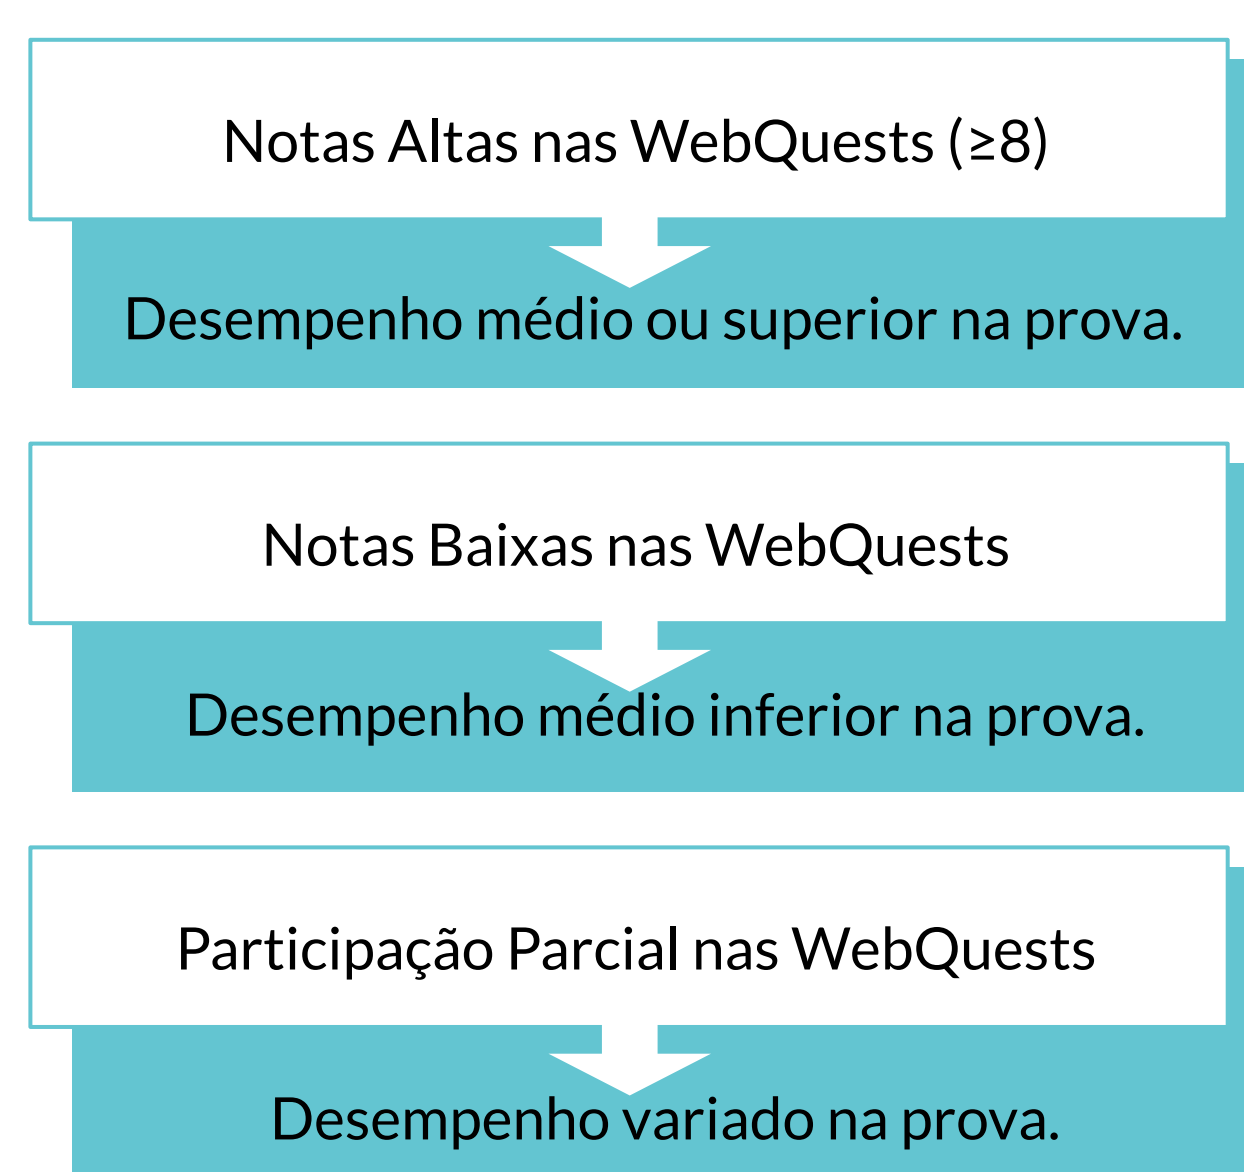 Notas Altas nas WebQuests (≥8)
Desempenho médio ou superior na prova.
Notas Baixas nas WebQuests
Desempenho médio inferior na prova.
Participação Parcial nas WebQuests
Desempenho variado na prova.